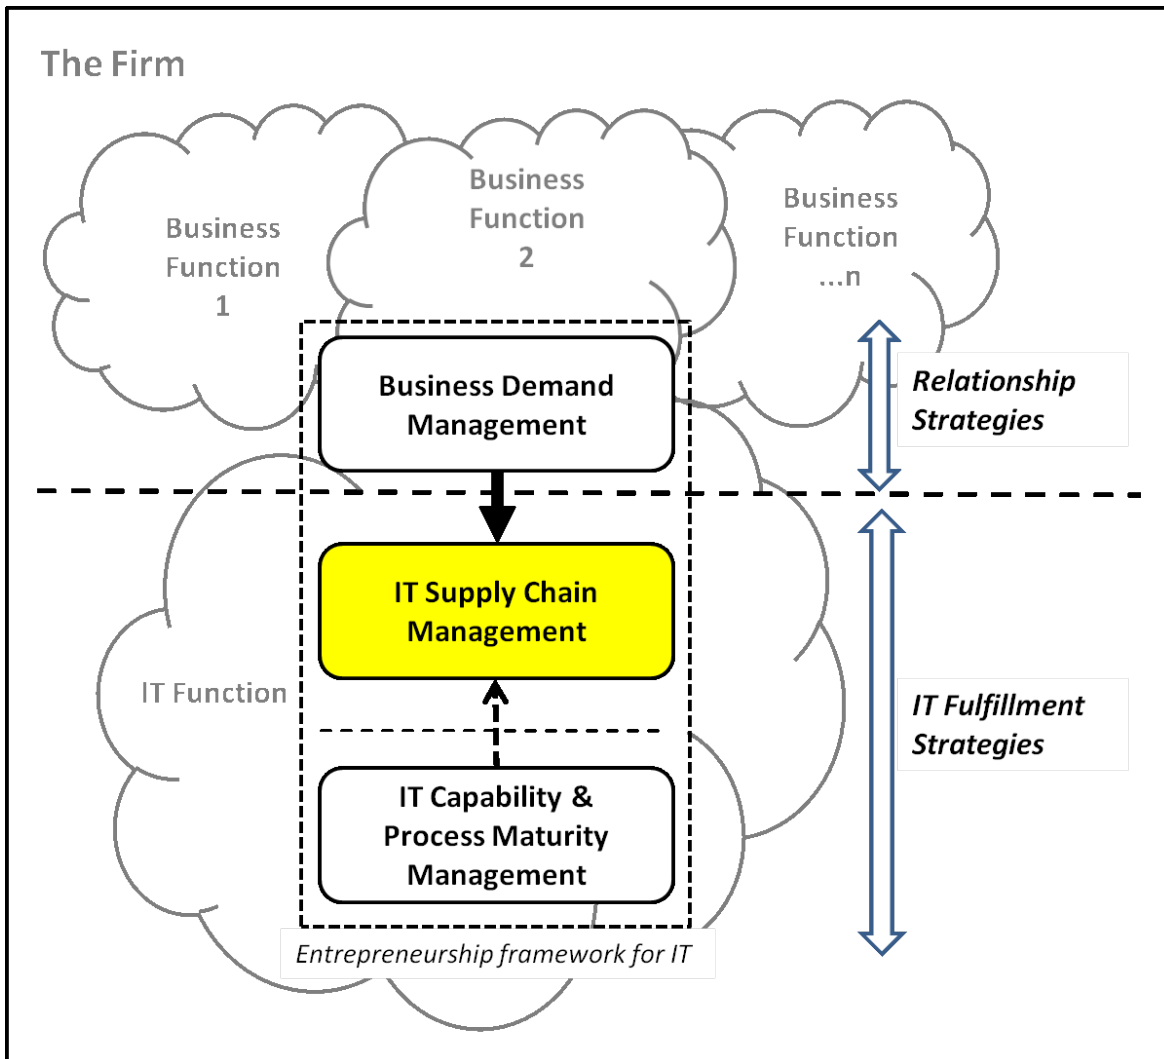 The Firm
Business
Function
1
Business
Function
2
Business
Function
...n
Business Demand
Management
Relationship
Strategies
IT Supply Chain
Management
IT Function
IT Fulfillment
Strategies
IT Capability &
Process Maturity
Management
Entrepreneurship framework for IT